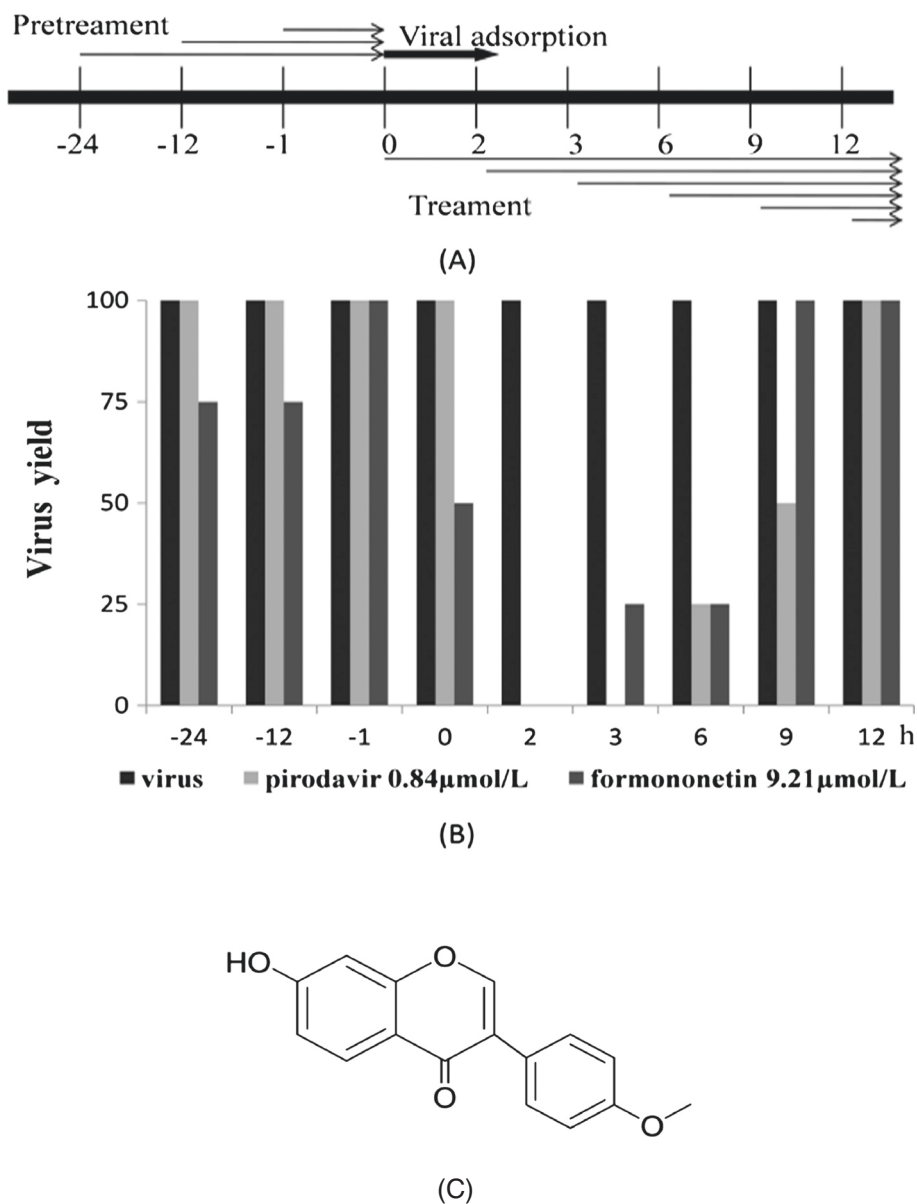 Pretreament
Viral adsorption
-24 -12 -1 0 2 3 6 9 12
Treament
(A)
100
75
50
25
0
Virus yield
-24 -12 -1 0 2 3 6 9 12 h
virus pirodavir 0.84μmol/L formononetin 9.21μmol/L
(B)
HO
O
O
O
(C)